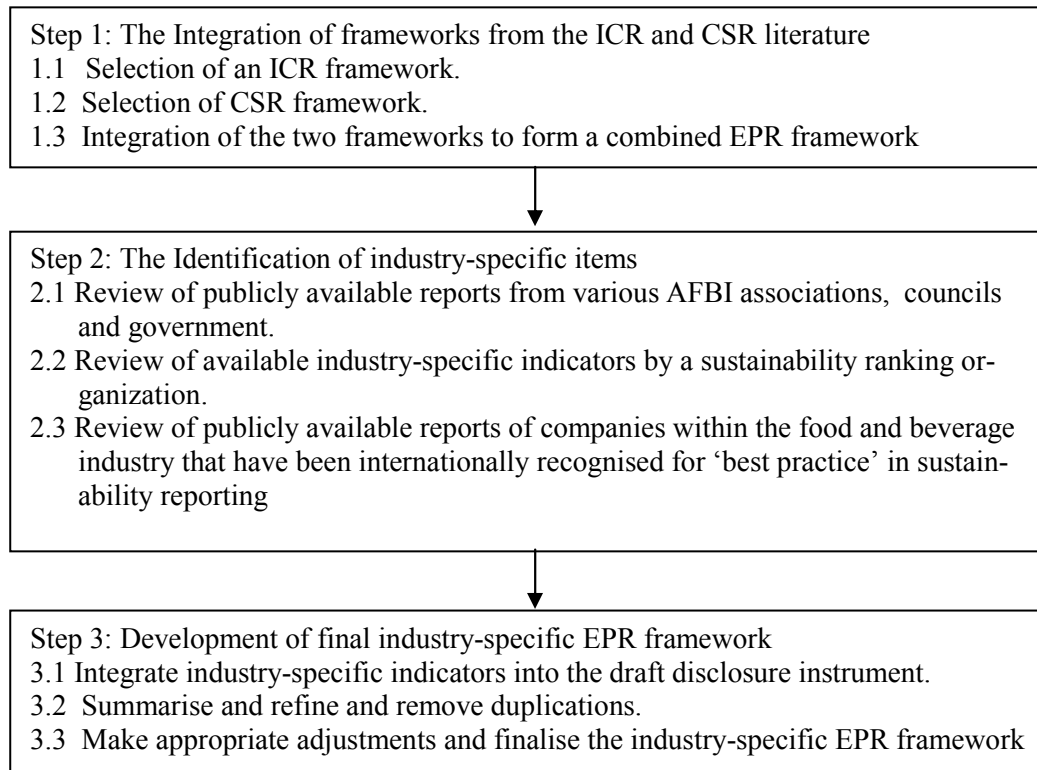 Step 1: The Integration of frameworks from the ICR and CSR literature
1.1 Selection of an ICR framework.
1.2 Selection of CSR framework.
1.3 Integration of the two frameworks to form a combined EPR framework
Step 2: The Identification of industry-specific items
2.1 Review of publicly available reports from various AFBI associations, councils
and government.
2.2 Review of available industry-specific indicators by a sustainability ranking or-
ganization.
2.3 Review of publicly available reports of companies within the food and beverage
industry that have been internationally recognised for ‘best practice’ in sustain-
ability reporting
Step 3: Development of final industry-specific EPR framework
3.1 Integrate industry-specific indicators into the draft disclosure instrument.
3.2 Summarise and refine and remove duplications.
3.3 Make appropriate adjustments and finalise the industry-specific EPR framework